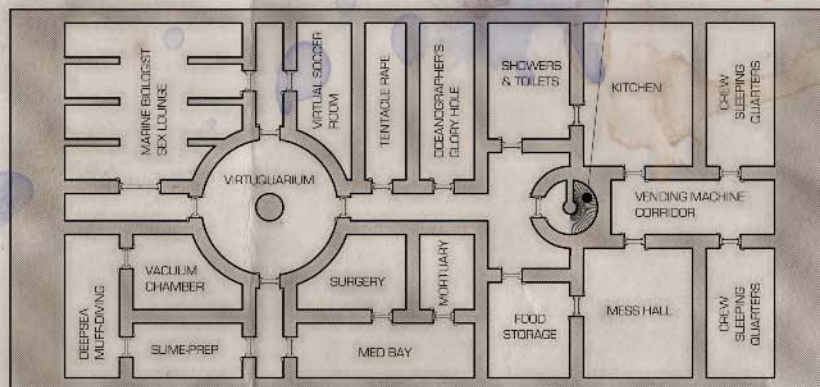 MARINE BIOLOGIST
SEX LOUNGE
VIRTUAL SOCCER
ROOM
TENTACLE RAPE
OCEANOGRAPHER'S
GLORY HOLE
SHOWERS
& TOILETS
KITCHEN
CREW
SLEEPING
QUARTERS
VIRTUQUARIUM
VENDING MACHINE
CORRIDOR
DEEPSEA
MUFF-DIVING
VACUUM
CHAMBER
SLIME-PREP
SURGERY
MORTUARY
MED BAY
FOOD
STORAGE
MESS HALL
CREW
SLEEPING
QUARTERS